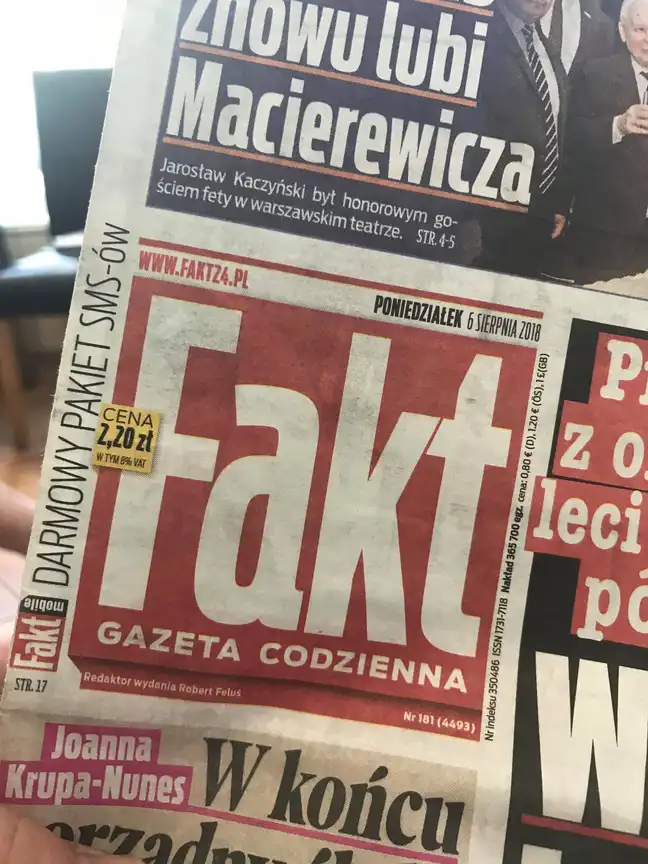 znowu lubi
Macierewicza
Jarosław Kaczyński był honorowym go-
ściem fety w warszawskim teatrze. STR. 4-5
WWW.FAKT24.PL
PONIEDZIAŁEK 6 SIERPNIA 2018
Fakt
GAZETA CODZIENNA
Redaktor wydania Robert Feluś
Nr 181 (4493)
CENA
2,20 zł
W TYM 8% VAT
DARMOWY PAKIET SMS-ÓW
Fakt mobile
STR. 17
Nr indeksu 350486 ISSN 1731-7118 Nakład 365 700 egz. cena: 0,80 € (D), 1,20 € (ÖS), 1 £ (GB)
z
leci
pó
W
Joanna
Krupa-Nunes
W końcu